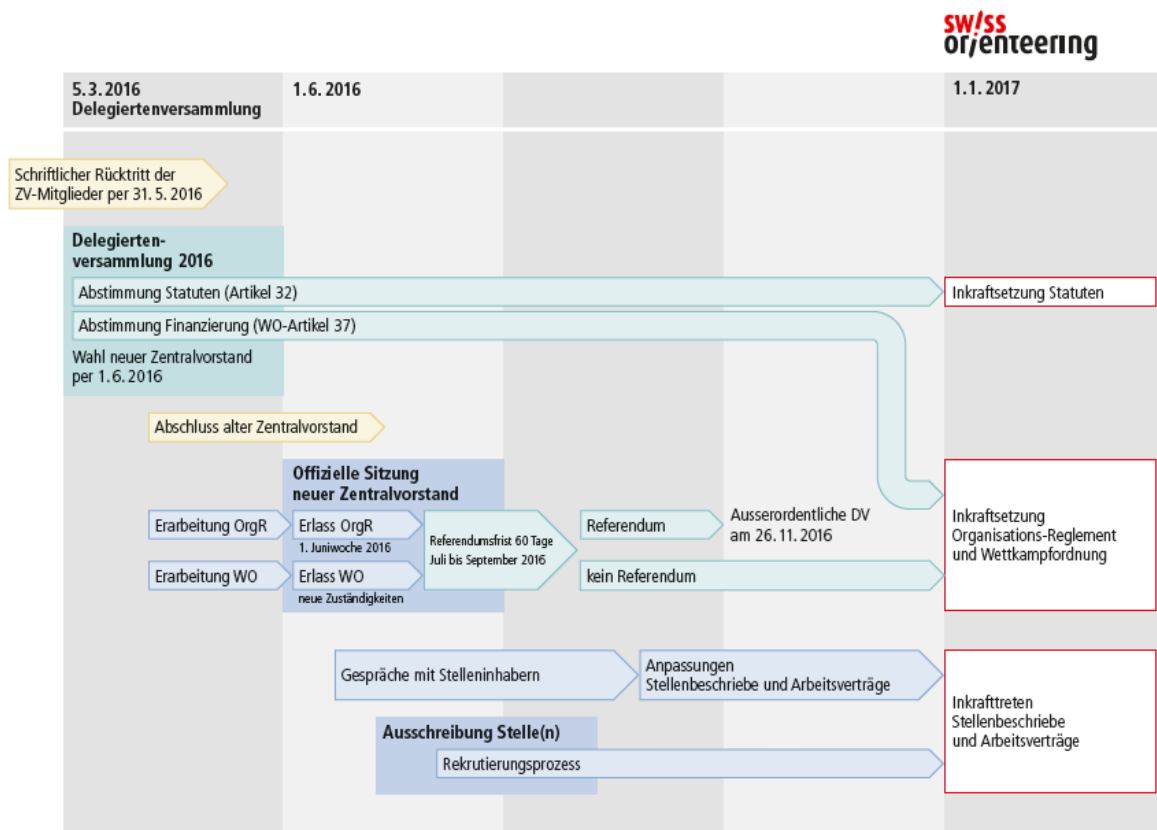 swiss
orienteering
5.3.2016
Delegiertenversammlung
1.6.2016
1.1.2017
Schriftlicher Rücktritt der
ZV-Mitglieder per 31.5.2016
Delegierten-
versammlung 2016
Abstimmung Statuten (Artikel 32)
Inkraftsetzung Statuten
Abstimmung Finanzierung (WO-Artikel 37)
Wahl neuer Zentralvorstand
per 1.6.2016
Abschluss alter Zentralvorstand
Offizielle Sitzung
neuer Zentralvorstand
Erarbeitung OrgR
Erlass OrgR
1. Juniwoche 2016
Erarbeitung WO
Erlass WO
neue Zuständigkeiten
Referendumsfrist 60 Tage
Juli bis September 2016
Referendum
Ausserordentliche DV
am 26.11.2016
kein Referendum
Inkraftsetzung
Organisations-Reglement
und Wettkampfordnung
Gespräche mit Stelleninhabern
Anpassungen
Stellenbeschriebe und Arbeitsverträge
Ausschreibung Stelle(n)
Rekrutierungsprozess
Inkrafttreten
Stellenbeschriebe
und Arbeitsverträge